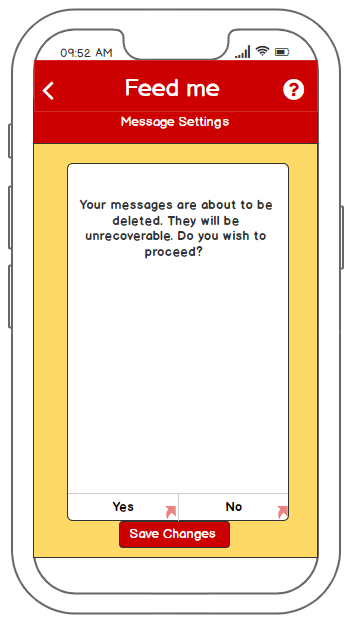 09:52 AM
Feed me
?
Message Settings
Your messages are about to be
deleted. They will be
unrecoverable. Do you wish to
proceed?
Yes
No
Save Changes